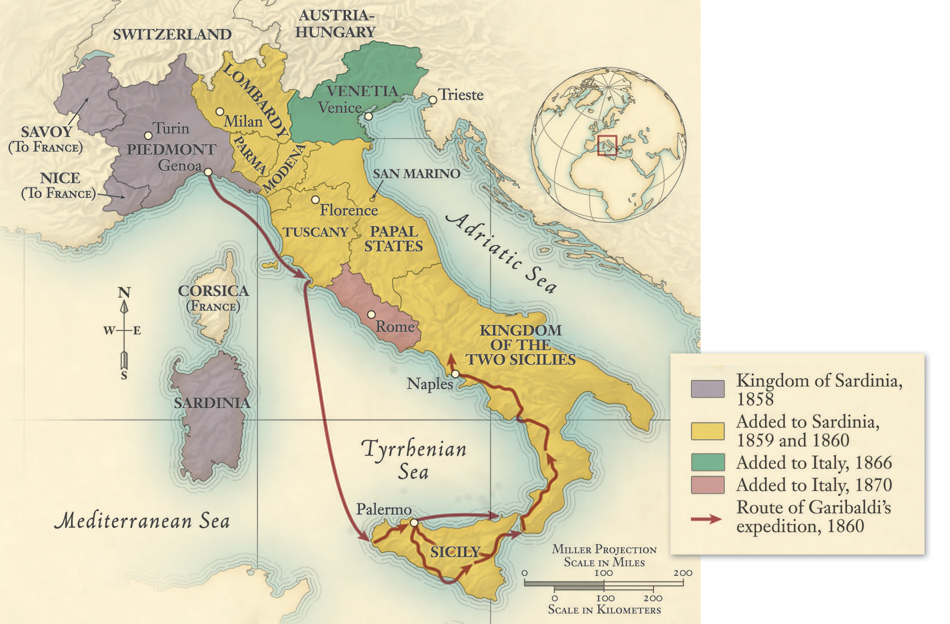 AUSTRIA-
HUNGARY
SWITZERLAND
LOMBARDY
VENETIA
Venice
Trieste
Milan
SAVOY
(TO FRANCE)
Turin
PIEDMONT
Genoa
PARMA
MODENA
NICE
(TO FRANCE)
SAN MARINO
Florence
TUSCANY
PAPAL
STATES
Adriatic Sea
CORSICA
(FRANCE)
N
W
E
S
Rome
KINGDOM
OF THE
TWO SICILIES
Naples
SARDINIA
Tyrrhenian
Sea
Palermo
Mediterranean Sea
SICILY
Kingdom of Sardinia,
1858
Added to Sardinia,
1859 and 1860
Added to Italy, 1866
Added to Italy, 1870
Route of Garibaldi's
expedition, 1860
MILLER PROJECTION
SCALE IN MILES
0 100 200
0 100 200
SCALE IN KILOMETERS